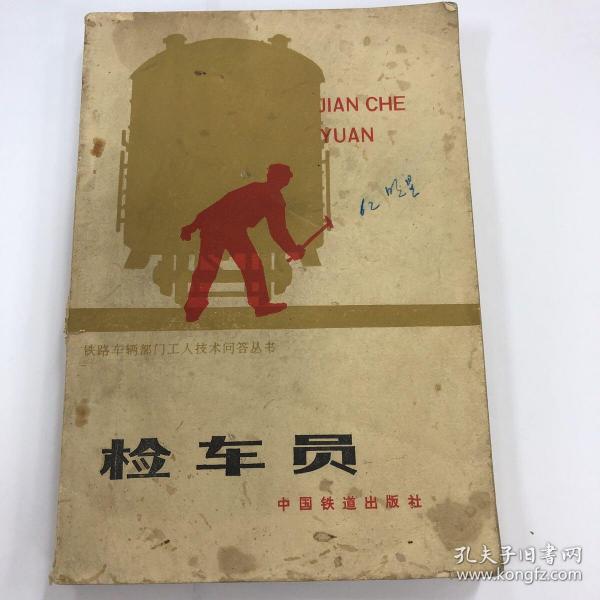 JIAN CHE
YUAN
铁路车辆部门工人技术问答丛书
检车员
中国铁道出版社
孔夫子旧书网
www.kongfz.com